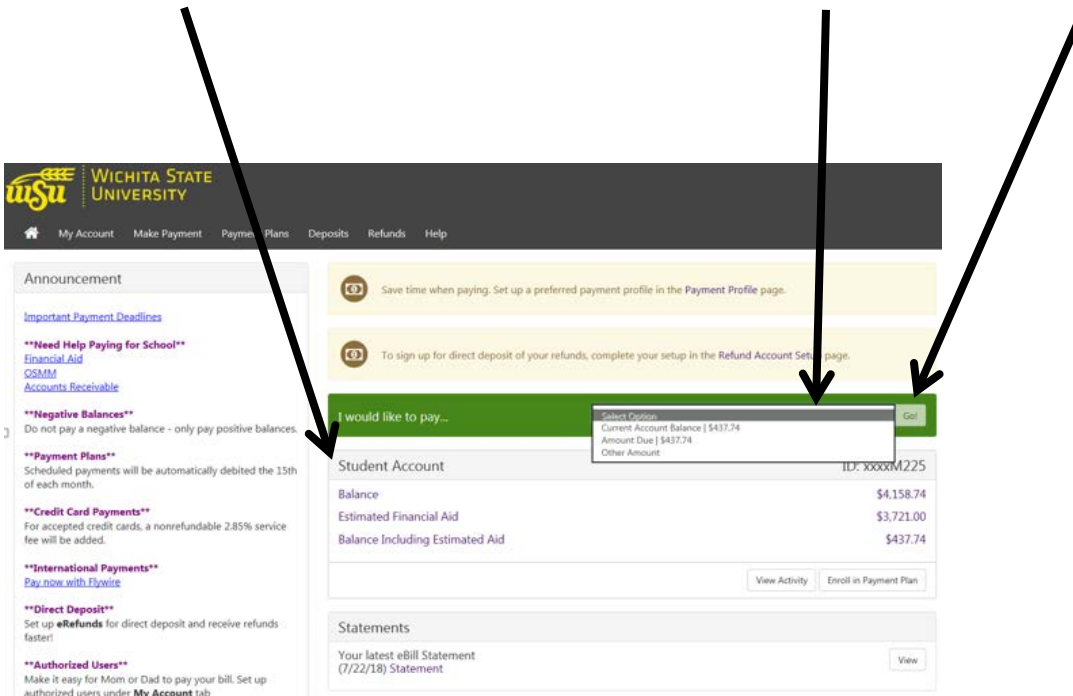 WSU
WICHITA STATE
UNIVERSITY
My Account Make Payment Payment Plans Deposits Refunds Help
Announcement
Important Payment Deadlines
**Need Help Paying for School**
Financial Aid
OSMM
Accounts Receivable
**Negative Balances**
Do not pay a negative balance - only pay positive balances.
**Payment Plans**
Scheduled payments will be automatically debited the 15th
of each month.
**Credit Card Payments**
For accepted credit cards, a nonrefundable 2.85% service
fee will be added.
**International Payments**
Pay now with Flywire
**Direct Deposit**
Set up eRefunds for direct deposit and receive refunds
faster!
**Authorized Users**
Make it easy for Mom or Dad to pay your bill. Set up
authorized users under My Account tab
Save time when paying. Set up a preferred payment profile in the Payment Profile page.
To sign up for direct deposit of your refunds, complete your setup in the Refund Account Setup page.
I would like to pay...
Select Option
Current Account Balance | $437.74
Amount Due | $437.74
Other Amount
Go!
Student Account ID: xxxxM225
Balance $4,158.74
Estimated Financial Aid $3,721.00
Balance Including Estimated Aid $437.74
View Activity Enroll in Payment Plan
Statements
Your latest eBill Statement
(7/22/18) Statement
View